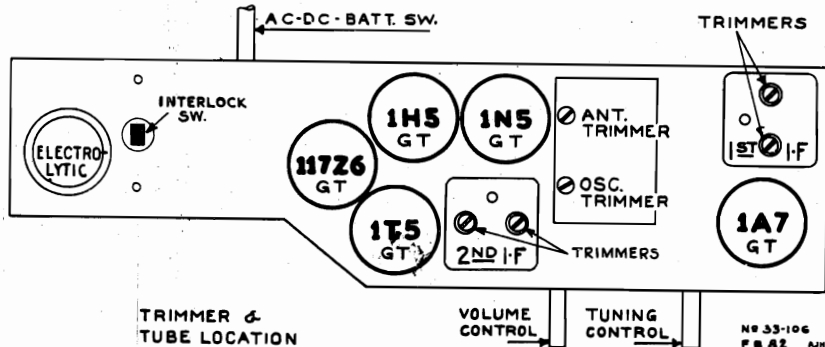 AC-DC-BATT. SW.
TRIMMERS
INTERLOCK
SW.
ELECTRO-
LYTIC
1H5
GT
1N5
GT
117Z6
GT
1T5
GT
ANT.
TRIMMER
OSC.
TRIMMER
1ST I-F
2ND I-F
TRIMMERS
1A7
GT
TRIMMER &
TUBE LOCATION
VOLUME
CONTROL
TUNING
CONTROL
No 33-106